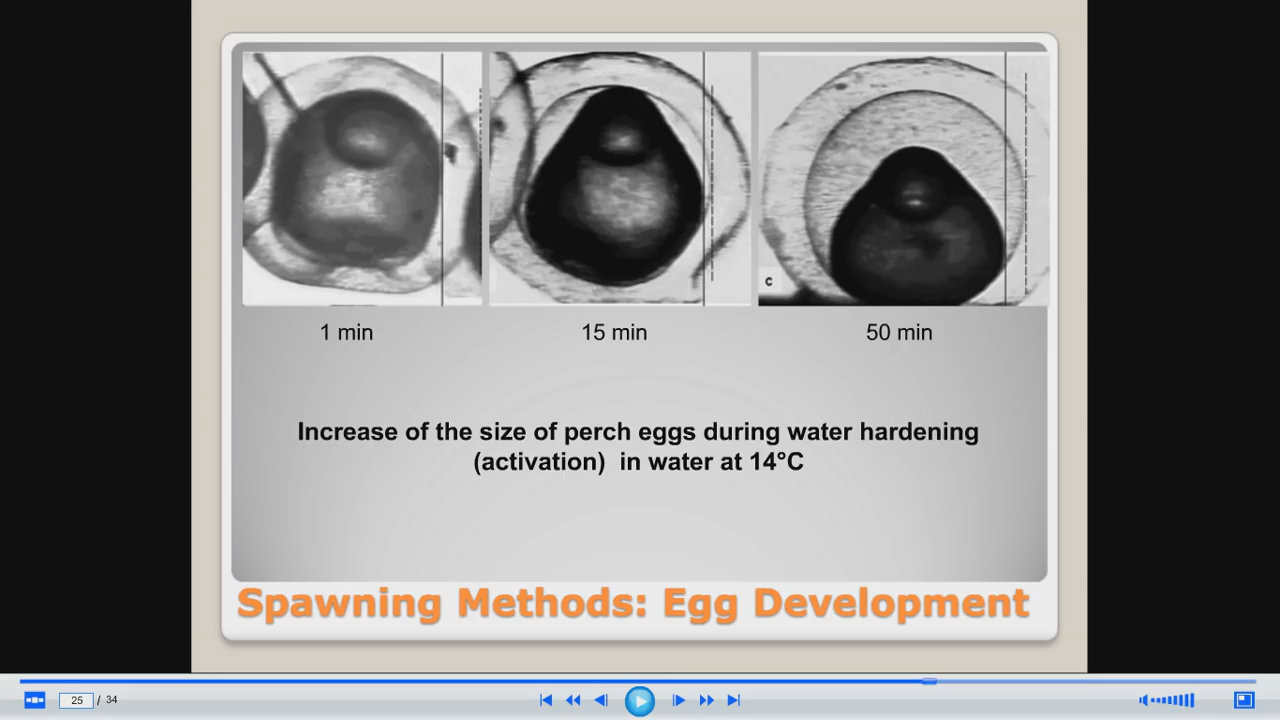 c
1 min
15 min
50 min
Increase of the size of perch eggs during water hardening
(activation)  in water at 14°C
Spawning Methods: Egg Development
25 / 34